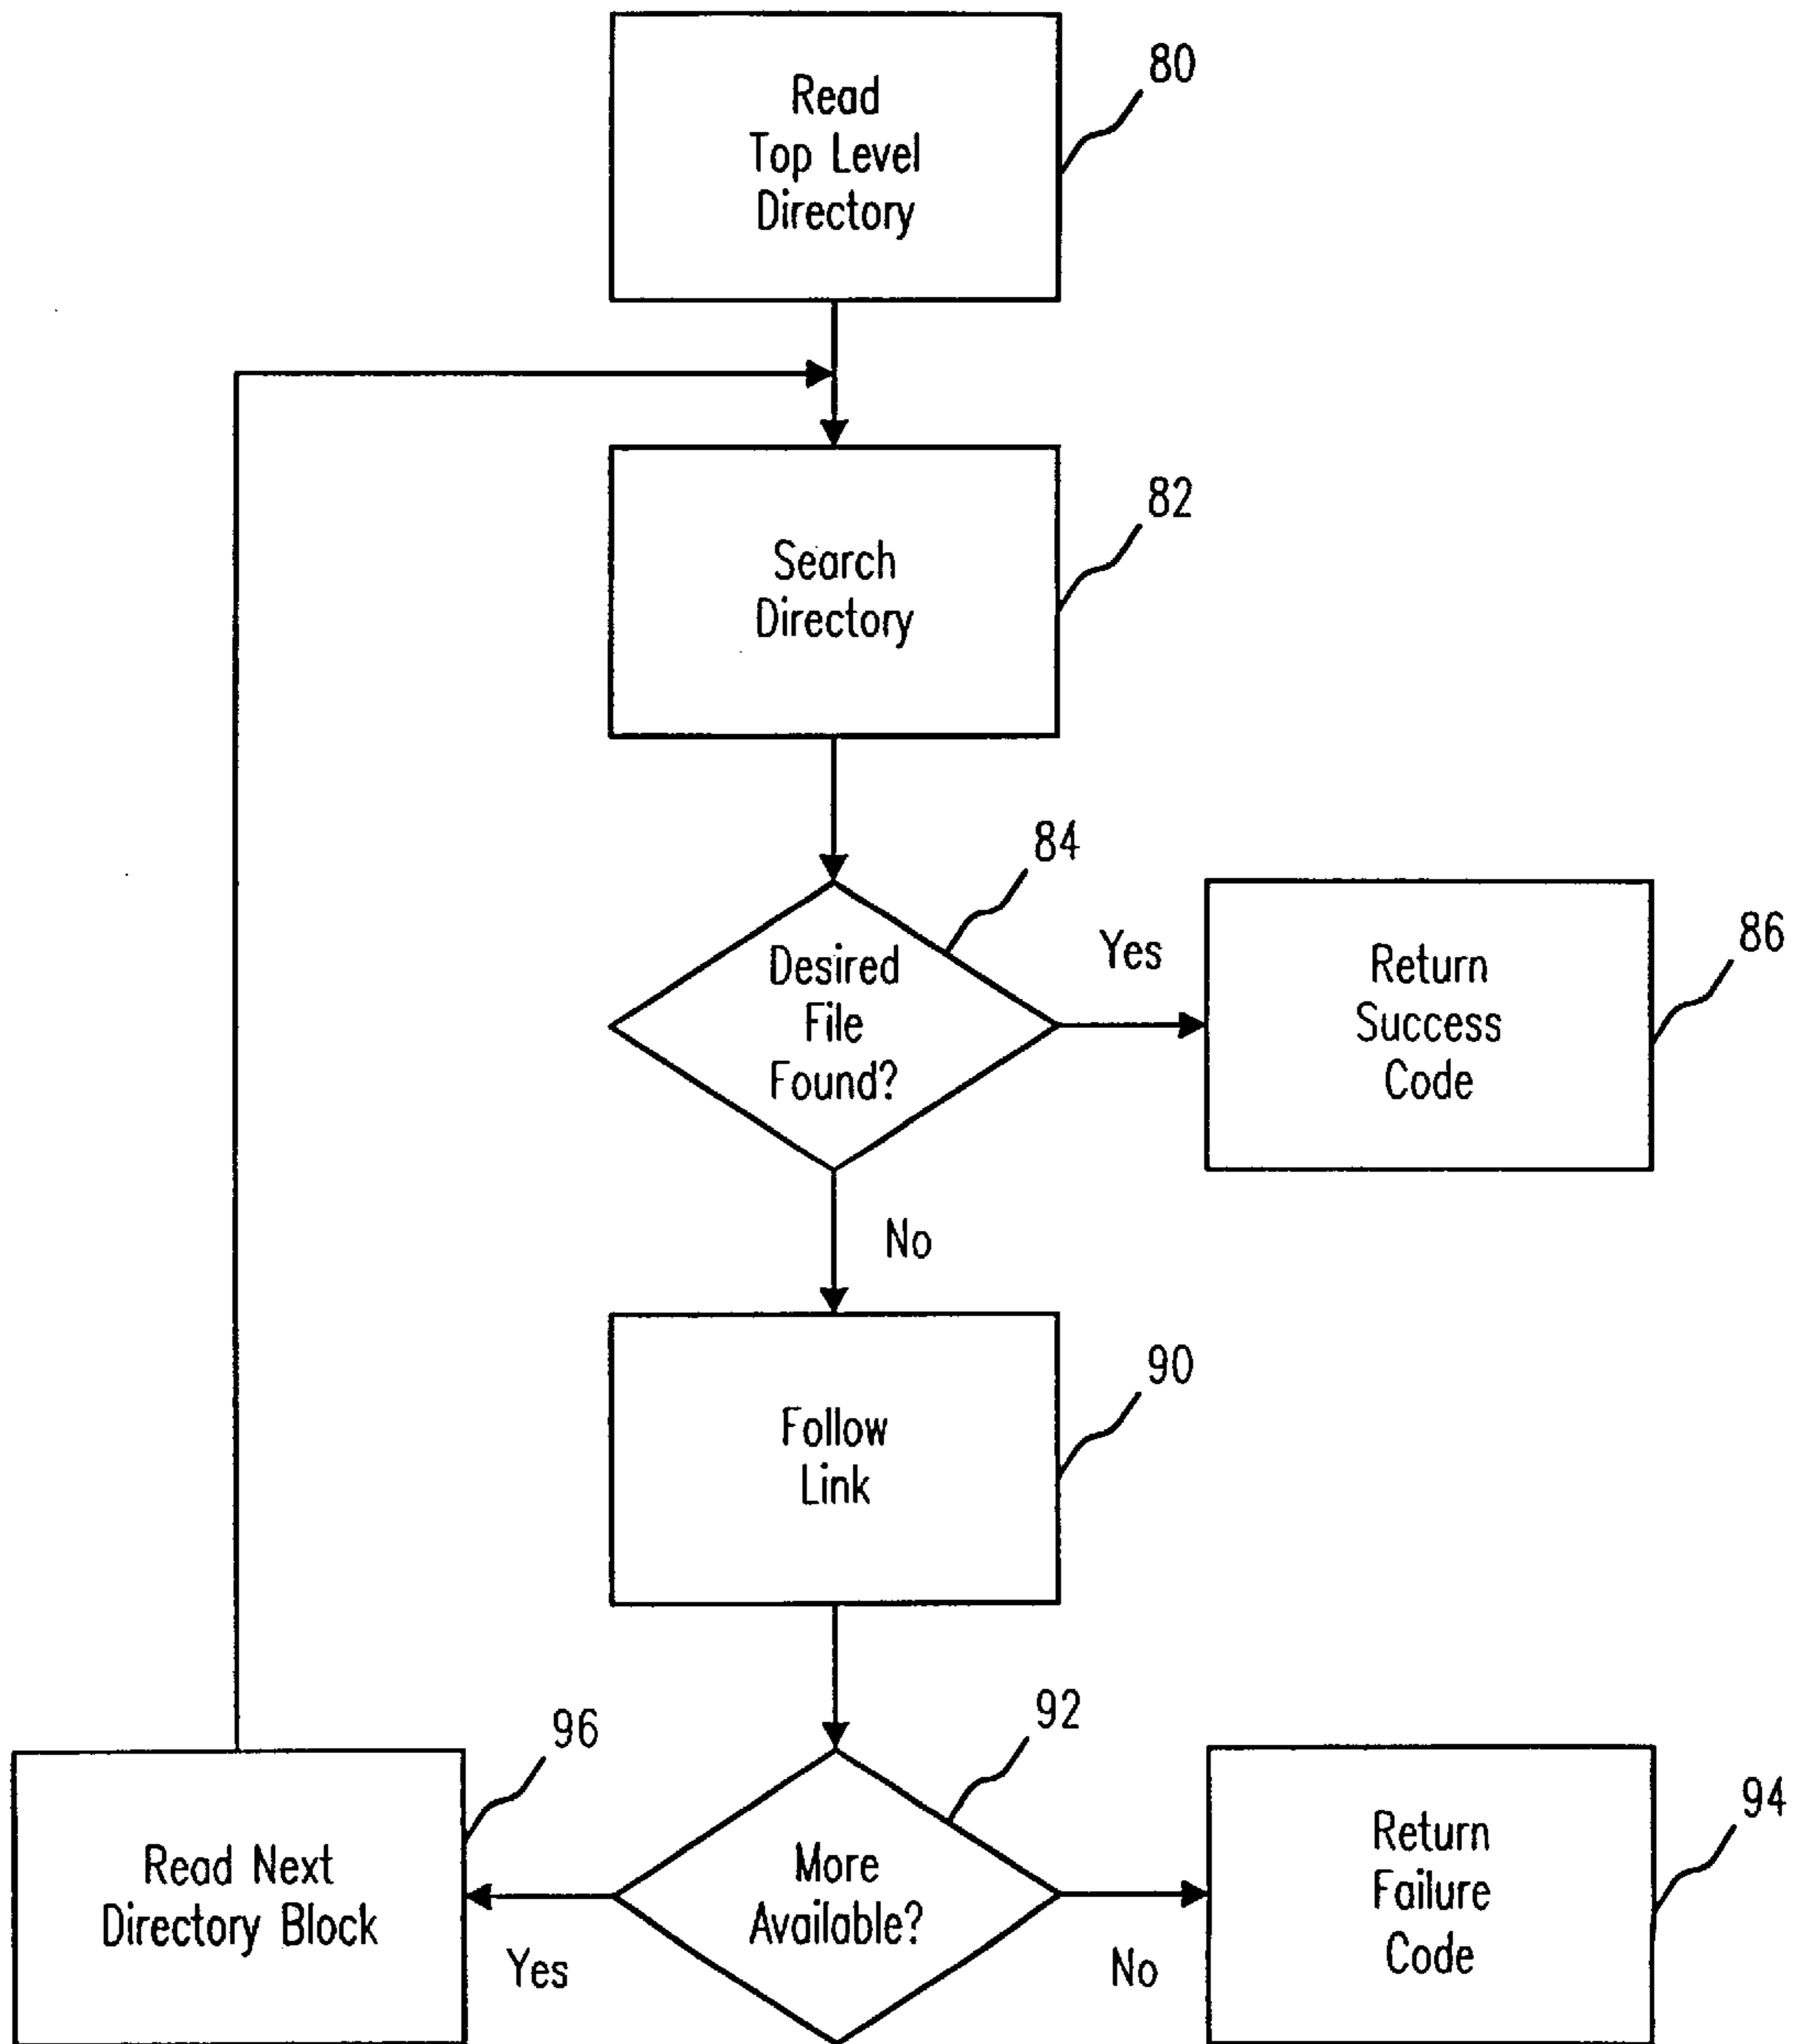 Read
Top Level
Directory
80
Search
Directory
82
84
Desired
File
Found?
Yes
Return
Success
Code
86
No
Follow
Link
90
96
92
Read Next
Directory Block
Yes
More
Available?
No
Return
Failure
Code
94